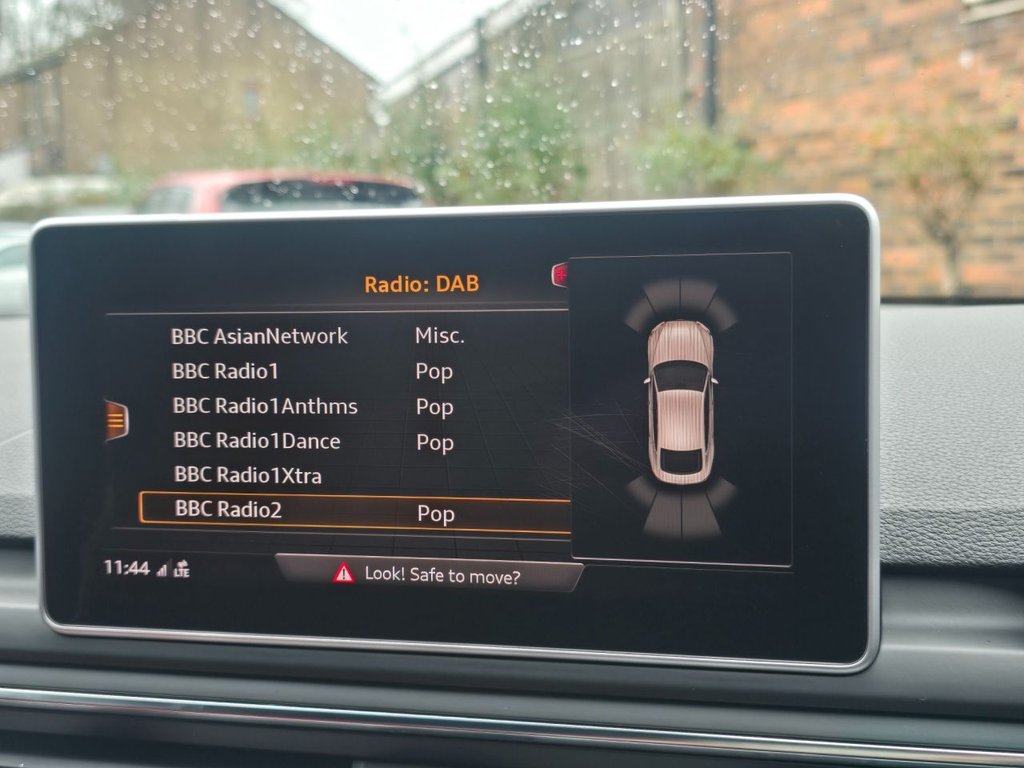 Radio: DAB
BBC AsianNetwork Misc.
BBC Radio1 Pop
BBC Radio1Anthms Pop
BBC Radio1Dance Pop
BBC Radio1Xtra
BBC Radio2 Pop
11:44 LTE
Look! Safe to move?